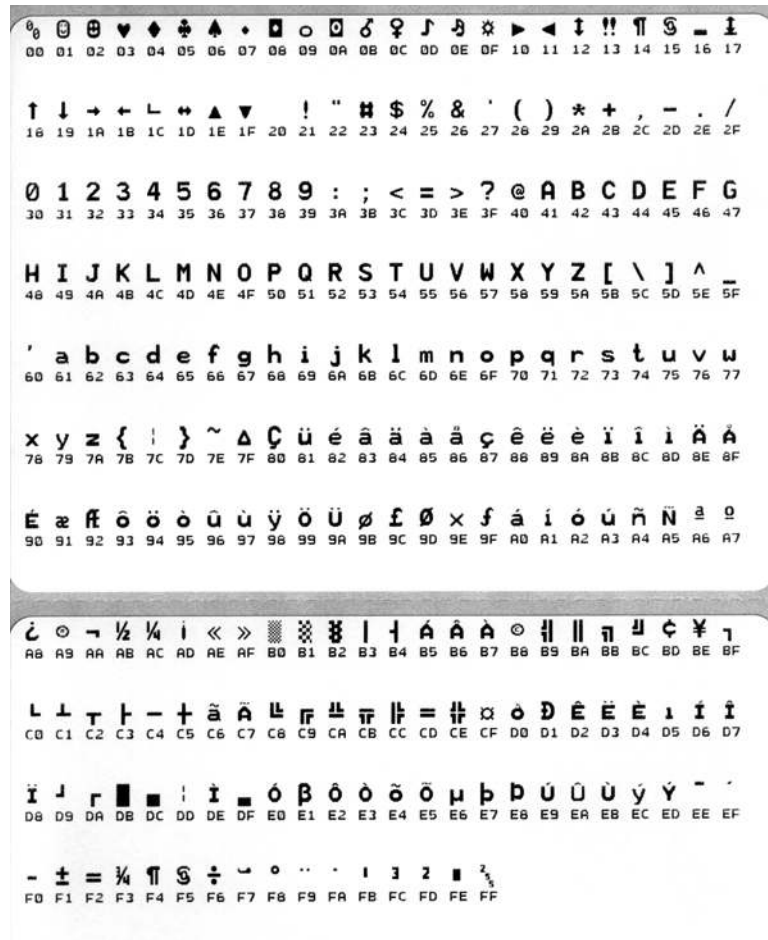 ⁰₀ ☺ ☻ ♥ ♦ ♣ ♠ • ◘ ○ ◙ ♂ ♀ ♪ ♫ ☼ ► ◄ ↕ ‼ ¶ § ▬ ↨
00 01 02 03 04 05 06 07 08 09 0A 0B 0C 0D 0E 0F 10 11 12 13 14 15 16 17
↑ ↓ → ← ∟ ↔ ▲ ▼ ! " # $ % & ' ( ) * + , - . /
18 19 1A 1B 1C 1D 1E 1F 20 21 22 23 24 25 26 27 28 29 2A 2B 2C 2D 2E 2F
0 1 2 3 4 5 6 7 8 9 : ; < = > ? @ A B C D E F G
30 31 32 33 34 35 36 37 38 39 3A 3B 3C 3D 3E 3F 40 41 42 43 44 45 46 47
H I J K L M N O P Q R S T U V W X Y Z [ \ ] ^ _
48 49 4A 4B 4C 4D 4E 4F 50 51 52 53 54 55 56 57 58 59 5A 5B 5C 5D 5E 5F
' a b c d e f g h i j k l m n o p q r s t u v w
60 61 62 63 64 65 66 67 68 69 6A 6B 6C 6D 6E 6F 70 71 72 73 74 75 76 77
x y z { ¦ } ~ ∆ Ç ü é â ä à å ç ê ë è ï î ì Ä Å
78 79 7A 7B 7C 7D 7E 7F 80 81 82 83 84 85 86 87 88 89 8A 8B 8C 8D 8E 8F
É æ Æ ô ö ò û ù ÿ Ö Ü ø £ Ø × ƒ á í ó ú ñ Ñ ª º
90 91 92 93 94 95 96 97 98 99 9A 9B 9C 9D 9E 9F A0 A1 A2 A3 A4 A5 A6 A7
¿ ® ¬ ½ ¼ ¡ « » ░ ▒ ▓ │ ┤ Á Â À © ╣ ║ ╗ ╝ ¢ ¥ ┐
A8 A9 AA AB AC AD AE AF B0 B1 B2 B3 B4 B5 B6 B7 B8 B9 BA BB BC BD BE BF
└ ┴ ┬ ├ ─ ┼ ã Ã ╚ ╔ ╩ ╦ ╠ ═ ╬ ¤ ð Ð Ê Ë È ı Í Î
C0 C1 C2 C3 C4 C5 C6 C7 C8 C9 CA CB CC CD CE CF D0 D1 D2 D3 D4 D5 D6 D7
Ï ┘ ┌ █ ▄ ¦ Ì ▬ Ó β Ô Ò õ Õ µ þ Þ Ú Û Ù ý Ý ¯ ´
D8 D9 DA DB DC DD DE DF E0 E1 E2 E3 E4 E5 E6 E7 E8 E9 EA EB EC ED EE EF
- ± = ¾ ¶ § ÷ ¸ ° ¨ · ı 3 2 ■ ²₅₅
F0 F1 F2 F3 F4 F5 F6 F7 F8 F9 FA FB FC FD FE FF